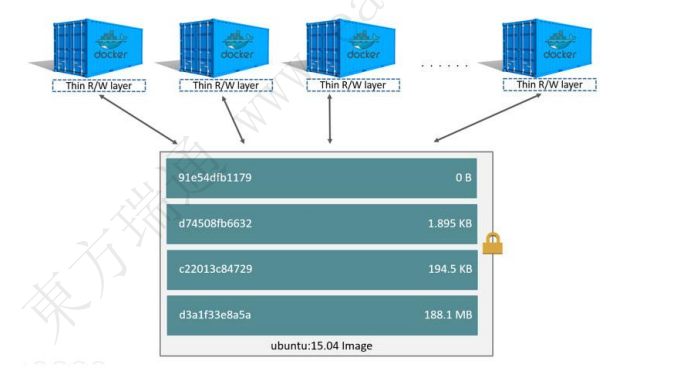 docker docker docker docker
Thin R/W layer Thin R/W layer Thin R/W layer ...... Thin R/W layer
91e54dfb1179 0 B
d74508fb6632 1.895 KB
c22013c84729 194.5 KB
d3a1f33e8a5a 188.1 MB
ubuntu:15.04 Image
東方瑞通 www.